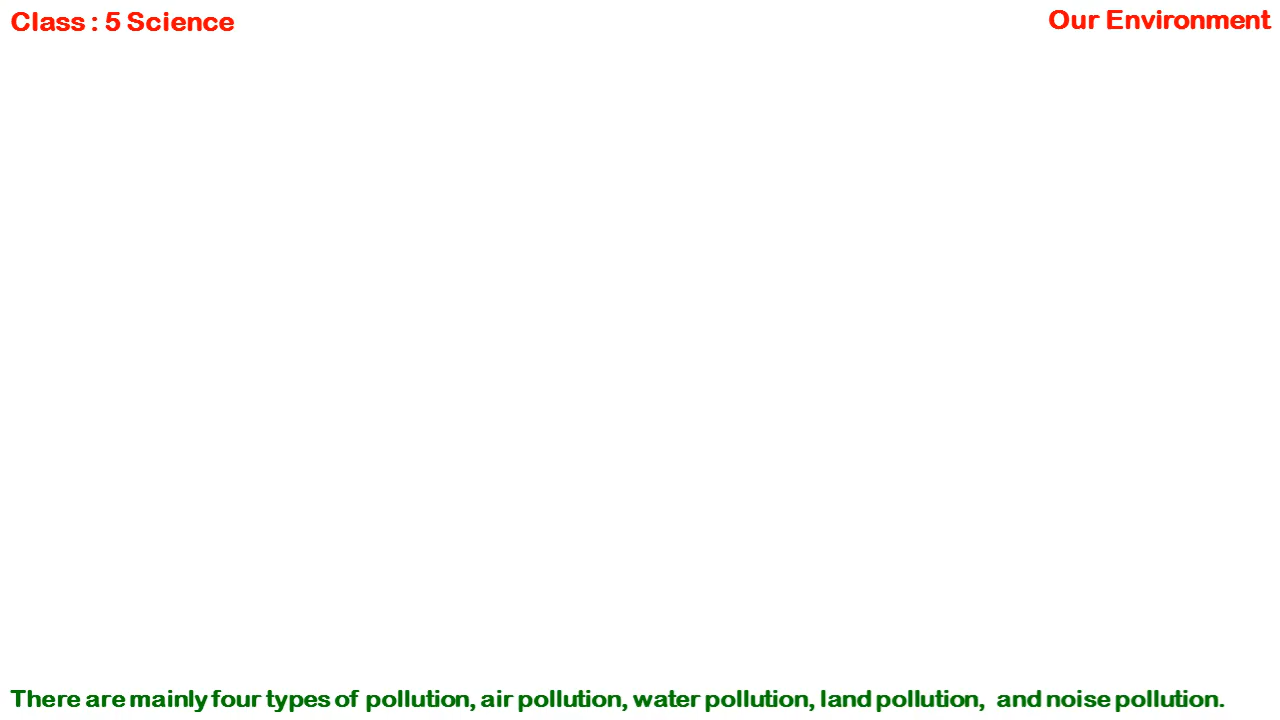 Class : 5 Science
Our Environment
There are mainly four types of pollution, air pollution, water pollution, land pollution,  and noise pollution.